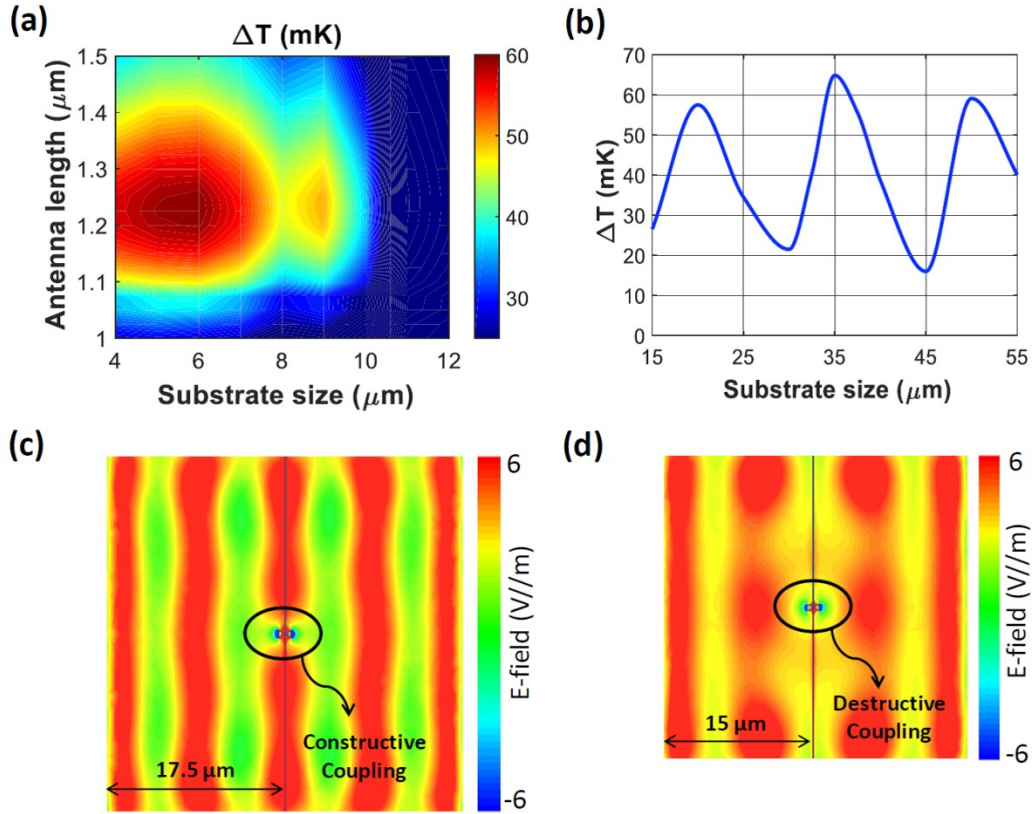 (a)
ΔT (mK)
Antenna length (μm)
1.5
1.4
1.3
1.2
1.1
1
4
6
8
10
12
Substrate size (μm)
60
50
40
30
(b)
ΔT (mK)
70
60
50
40
30
20
10
0
15
25
35
45
55
Substrate size (μm)
(c)
17.5 μm
Constructive
Coupling
6
-6
E-field (V//m)
(d)
15 μm
Destructive
Coupling
6
-6
E-field (V//m)